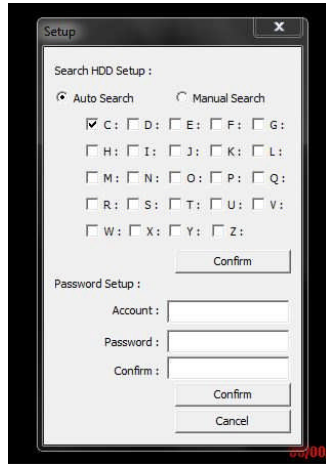 Setup
x
Search HDD Setup :
Auto Search Manual Search
C: D: E: F: G:
H: I: J: K: L:
M: N: O: P: Q:
R: S: T: U: V:
W: X: Y: Z:
Confirm
Password Setup :
Account :
Password :
Confirm :
Confirm
Cancel